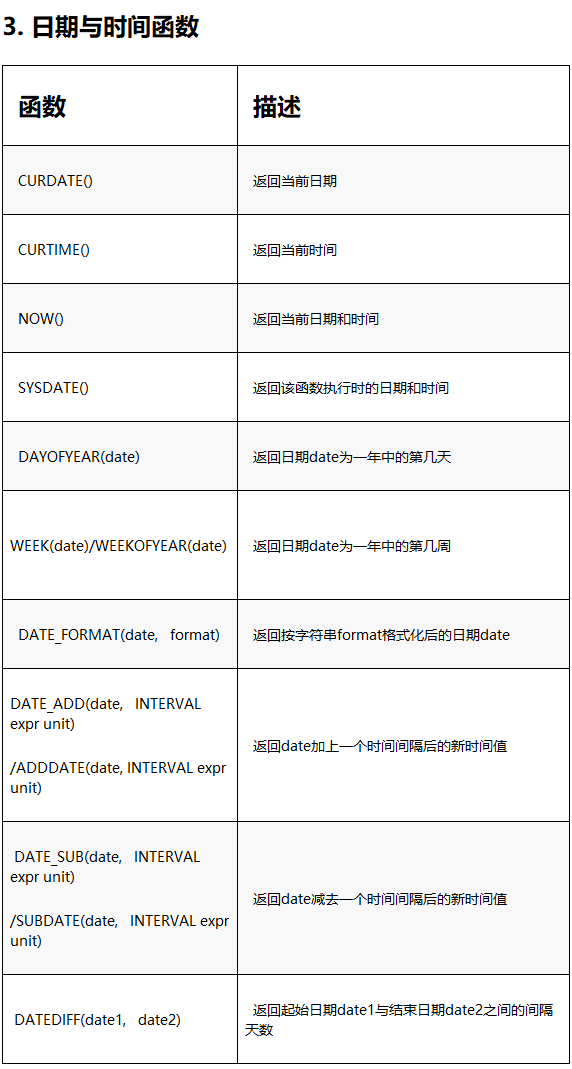 3. 日期与时间函数
函数
描述
CURDATE()
返回当前日期
CURTIME()
返回当前时间
NOW()
返回当前日期和时间
SYSDATE()
返回该函数执行时的日期和时间
DAYOFYEAR(date)
返回日期date为一年中的第几天
WEEK(date)/WEEKOFYEAR(date)
返回日期date为一年中的第几周
DATE_FORMAT(date, format)
返回按字符串format格式化后的日期date
DATE_ADD(date, INTERVAL
expr unit)
/ADDDATE(date, INTERVAL expr
unit)
返回date加上一个时间间隔后的新时间值
DATE_SUB(date, INTERVAL
expr unit)
/SUBDATE(date, INTERVAL expr
unit)
返回date减去一个时间间隔后的新时间值
DATEDIFF(date1, date2)
返回起始日期date1与结束日期date2之间的间隔
天数